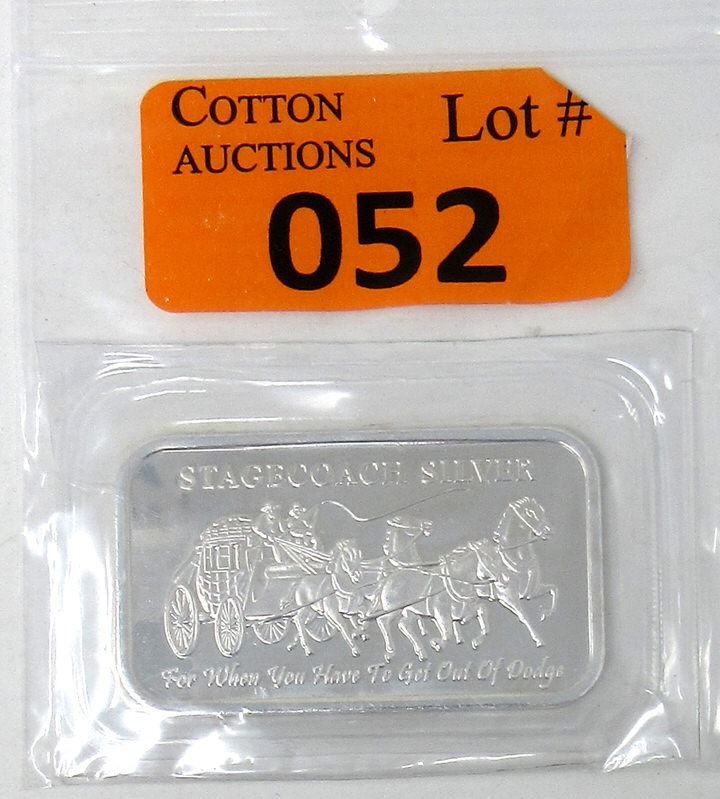 COTTON
AUCTIONS
Lot #
052
STAGECOACH SILVER
For When You Have To Get Out Of Dodge